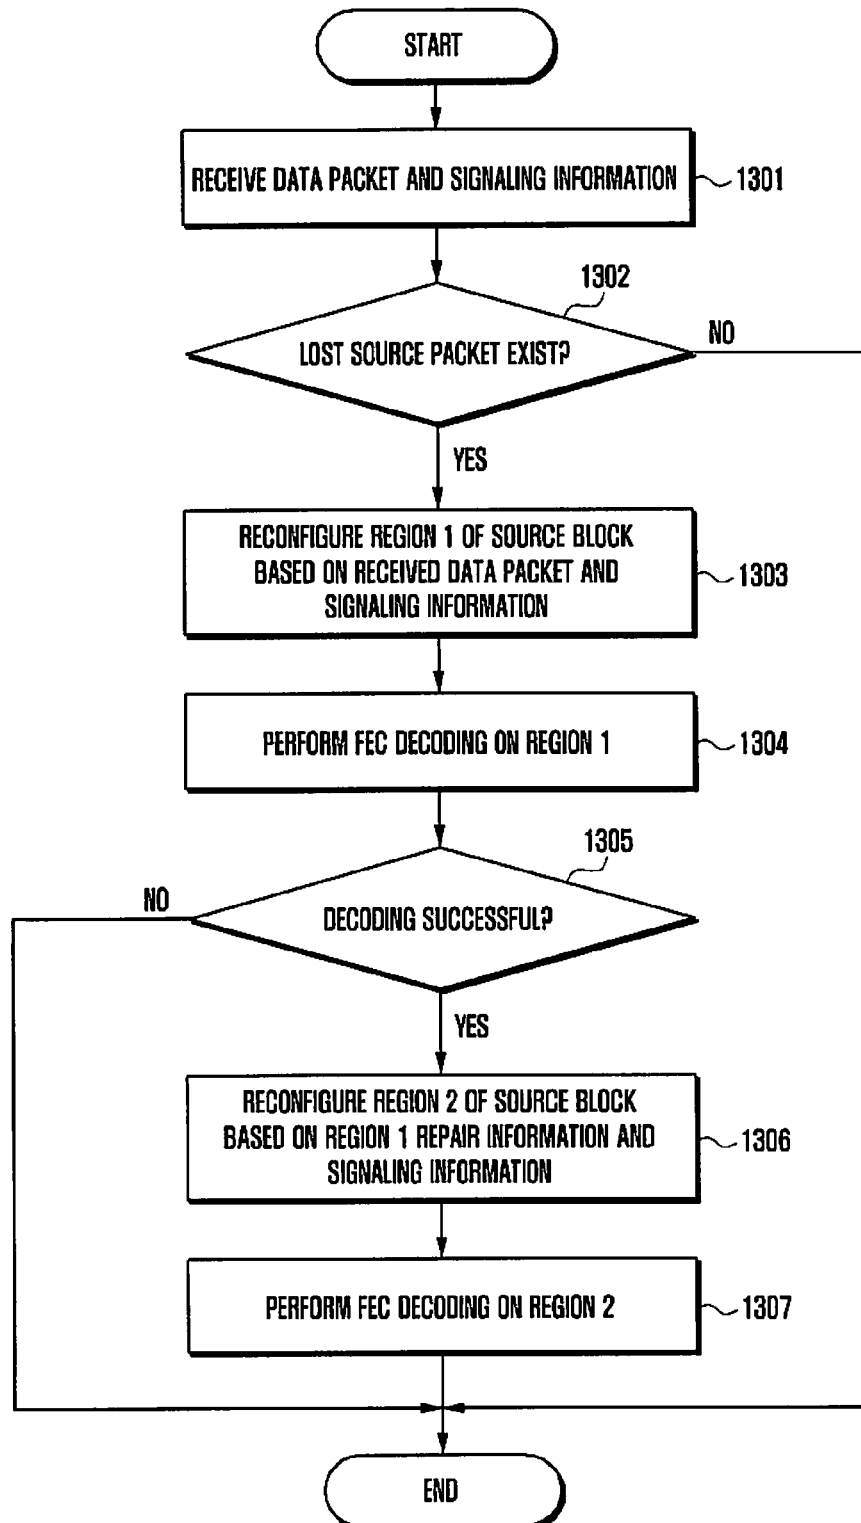 START
RECEIVE DATA PACKET AND SIGNALING INFORMATION
1301
1302
LOST SOURCE PACKET EXIST?
NO
YES
RECONFIGURE REGION 1 OF SOURCE BLOCK
BASED ON RECEIVED DATA PACKET AND
SIGNALING INFORMATION
1303
PERFORM FEC DECODING ON REGION 1
1304
1305
NO
DECODING SUCCESSFUL?
YES
RECONFIGURE REGION 2 OF SOURCE BLOCK
BASED ON REGION 1 REPAIR INFORMATION AND
SIGNALING INFORMATION
1306
PERFORM FEC DECODING ON REGION 2
1307
END